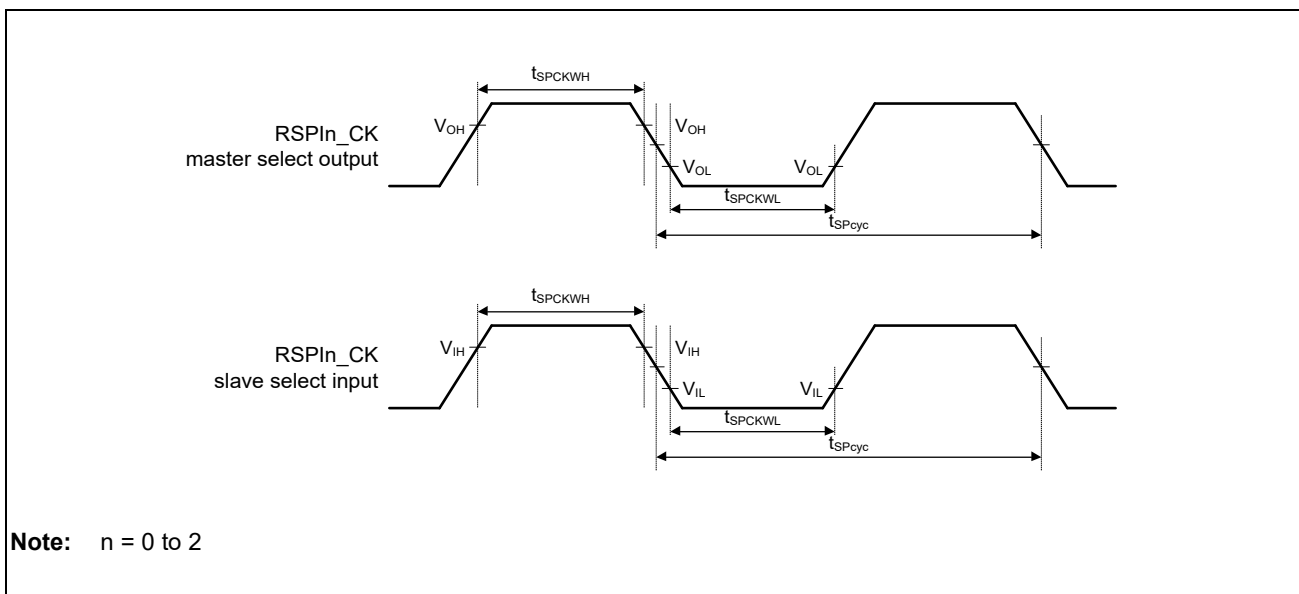 tSPCKWH
RSPIn_CK
master select output
VOH
VOH
VOL
VOL
tSPCKWL
tSPcyc
tSPCKWH
RSPIn_CK
slave select input
VIH
VIH
VIL
VIL
tSPCKWL
tSPcyc
Note: n = 0 to 2